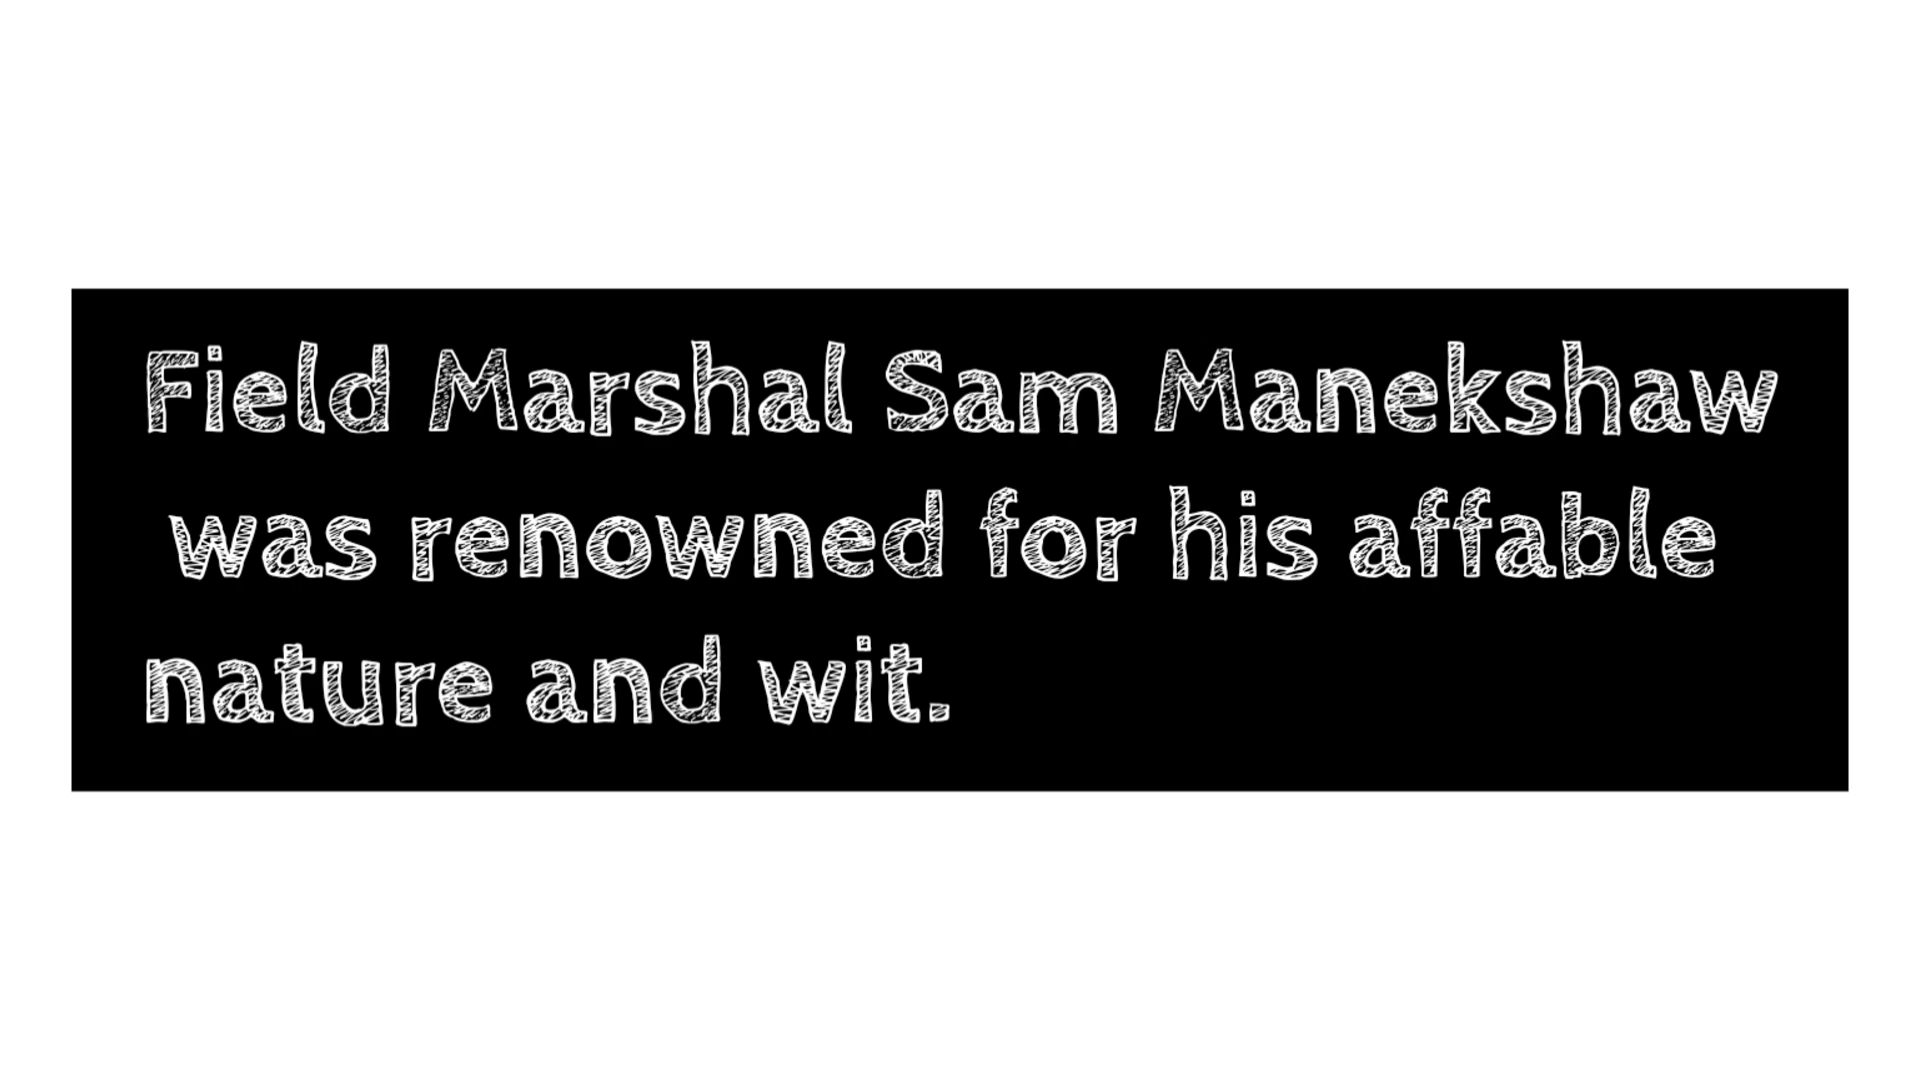 Field Marshal Sam Manekshaw
was renowned for his affable
nature and wit.